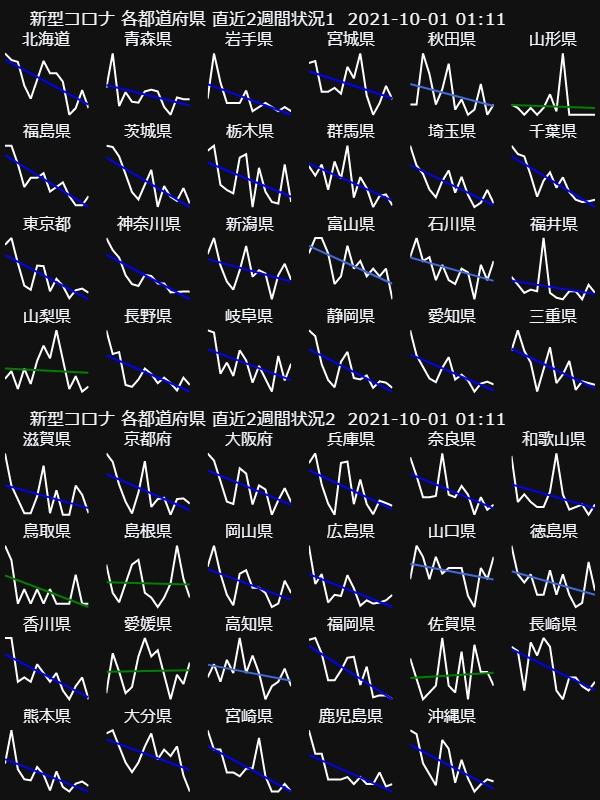 新型コロナ 各都道府県 直近2週間状況1 2021-10-01 01:11
北海道 青森県 岩手県 宮城県 秋田県 山形県
福島県 茨城県 栃木県 群馬県 埼玉県 千葉県
東京都 神奈川県 新潟県 富山県 石川県 福井県
山梨県 長野県 岐阜県 静岡県 愛知県 三重県
新型コロナ 各都道府県 直近2週間状況2 2021-10-01 01:11
滋賀県 京都府 大阪府 兵庫県 奈良県 和歌山県
鳥取県 島根県 岡山県 広島県 山口県 徳島県
香川県 愛媛県 高知県 福岡県 佐賀県 長崎県
熊本県 大分県 宮崎県 鹿児島県 沖縄県